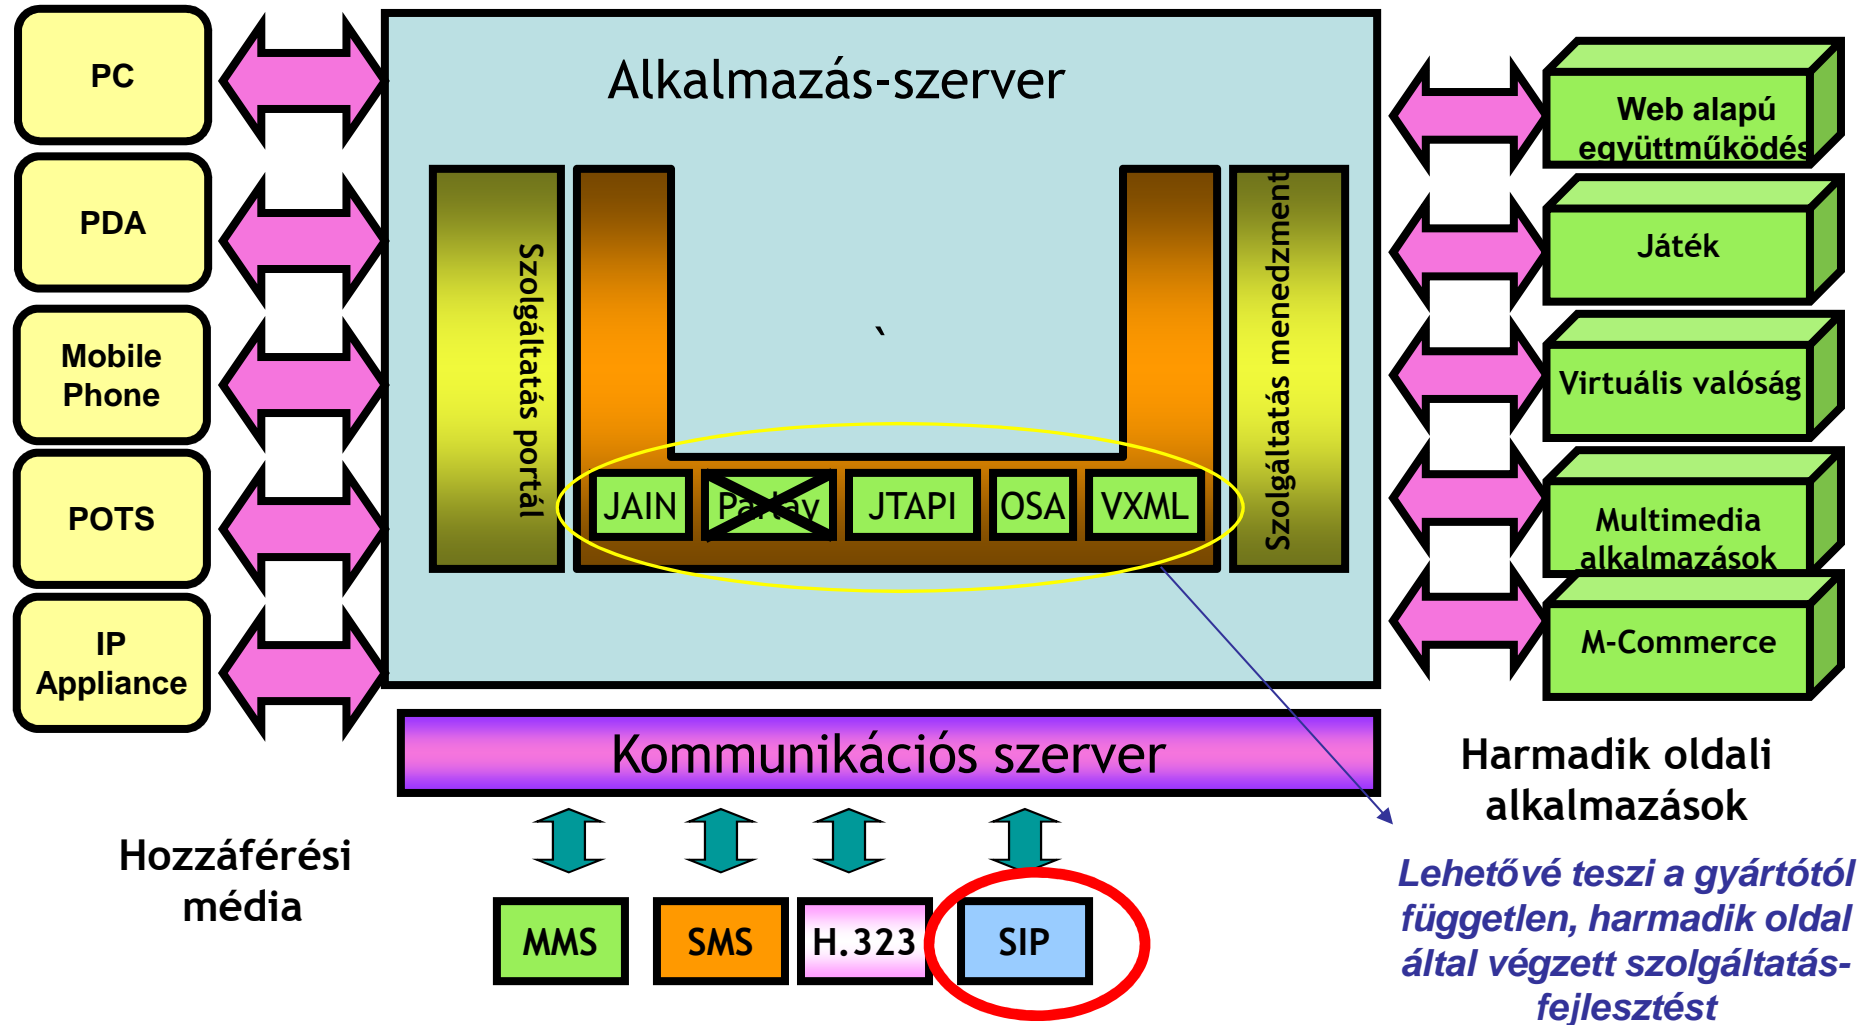 PC
PDA
Mobile
Phone
POTS
IP
Appliance
Hozzáférési
média
Alkalmazás-szerver
Szolgáltatás portál
`
Szolgáltatás menedzsment
JAIN
Parlay
JTAPI
OSA
VXML
Kommunikációs szerver
MMS
SMS
H.323
SIP
Web alapú
együttműködés
Játék
Virtuális valóság
Multimedia
alkalmazások
M-Commerce
Harmadik oldali
alkalmazások
Lehetővé teszi a gyártótól
független, harmadik oldal
által végzett szolgáltatás-
fejlesztést